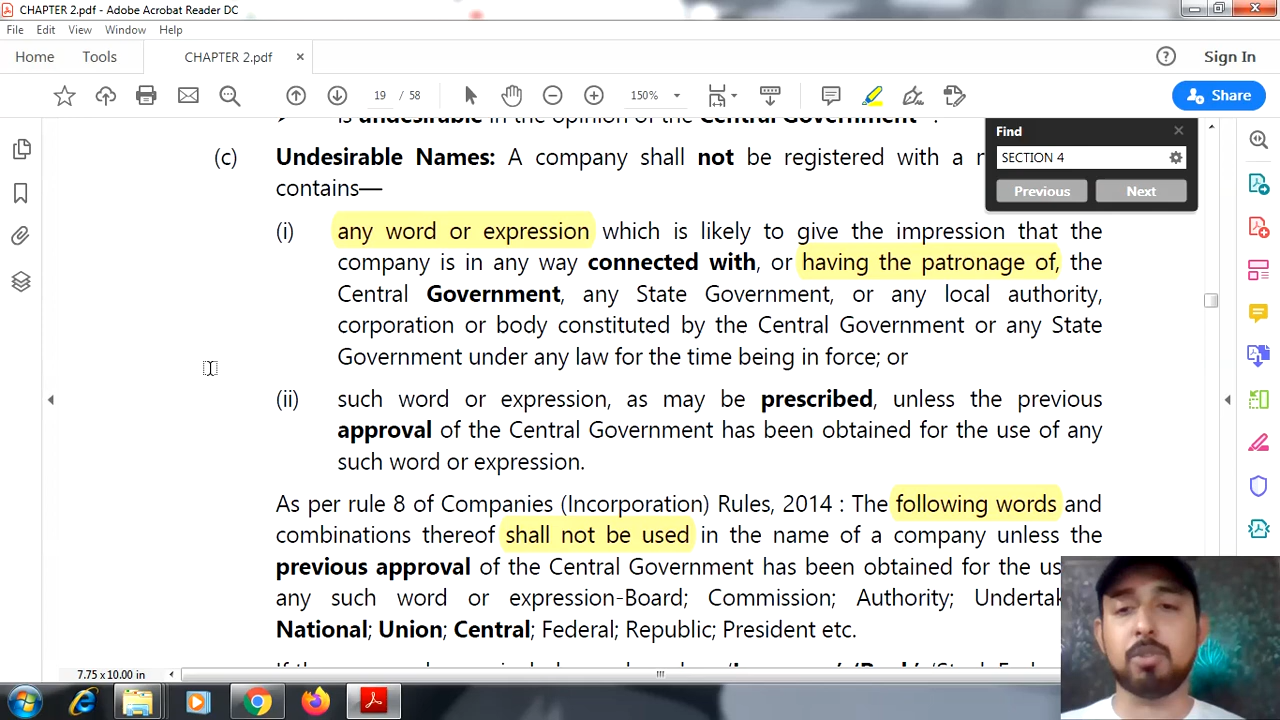 CHAPTER 2.pdf - Adobe Acrobat Reader DC
File Edit View Window Help
Home Tools CHAPTER 2.pdf × Sign In
19 / 58 150% Share
Find
SECTION 4
Previous Next
is undesirable in the opinion of the Central Government
(c) Undesirable Names: A company shall not be registered with a
contains—
(i) any word or expression which is likely to give the impression that the
company is in any way connected with, or having the patronage of, the
Central Government, any State Government, or any local authority,
corporation or body constituted by the Central Government or any State
Government under any law for the time being in force; or
(ii) such word or expression, as may be prescribed, unless the previous
approval of the Central Government has been obtained for the use of any
such word or expression.
As per rule 8 of Companies (Incorporation) Rules, 2014 : The following words and
combinations thereof shall not be used in the name of a company unless the
previous approval of the Central Government has been obtained for the
any such word or expression-Board; Commission; Authority;
National; Union; Central; Federal; Republic; President etc.
7.75 x 10.00 in